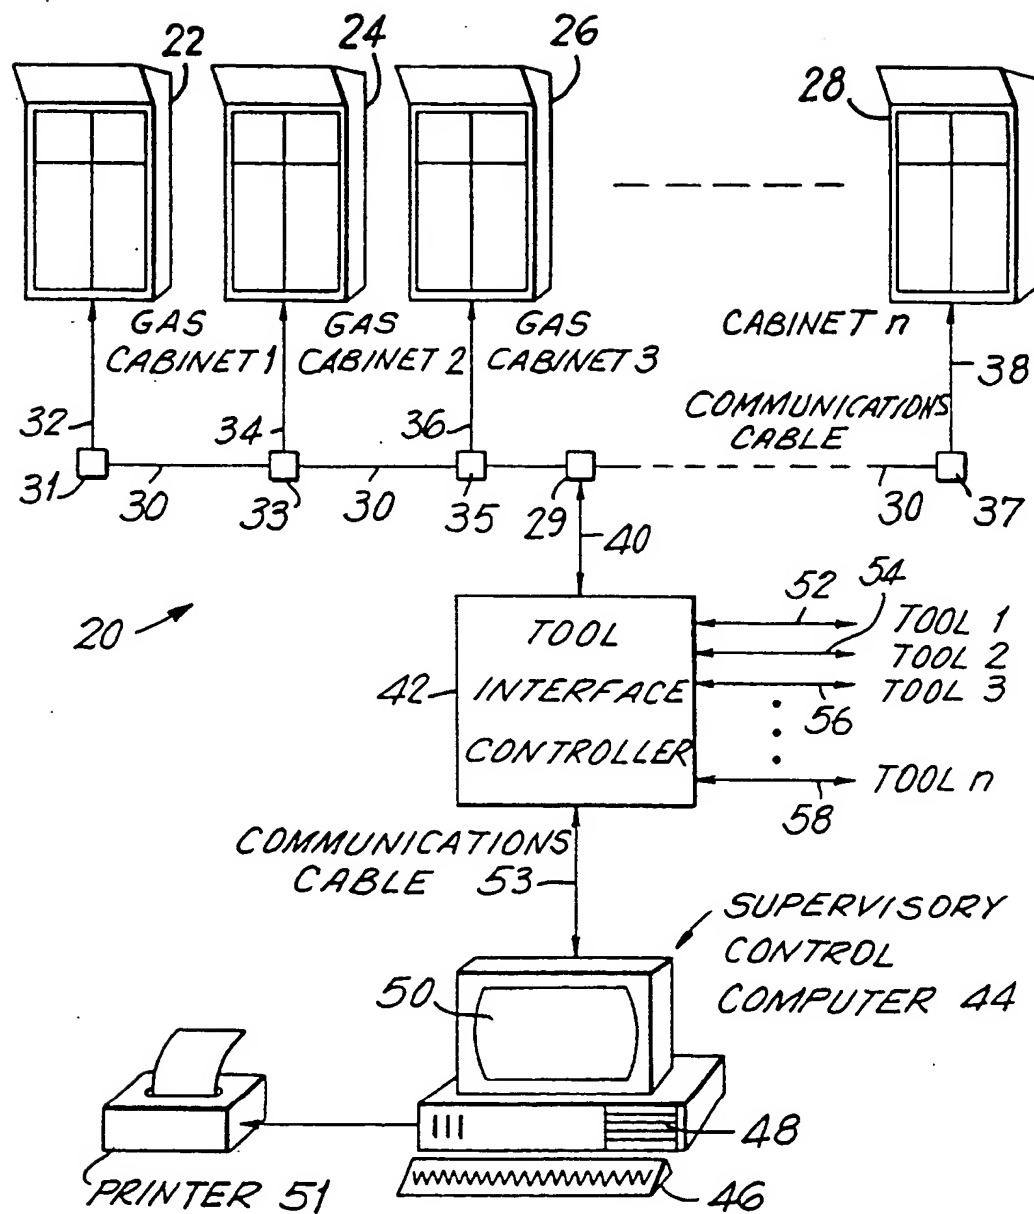 22
24
26
28
GAS
CABINET 1
GAS
CABINET 2
GAS
CABINET 3
CABINET n
32
34
36
38
COMMUNICATIONS
CABLE
31
30
33
30
35
29
30
37
40
20
42
TOOL
INTERFACE
CONTROLLER
52
54
TOOL 1
TOOL 2
TOOL 3
56
TOOL n
58
COMMUNICATIONS
CABLE
53
SUPERVISORY
CONTROL
COMPUTER 44
50
48
46
PRINTER 51